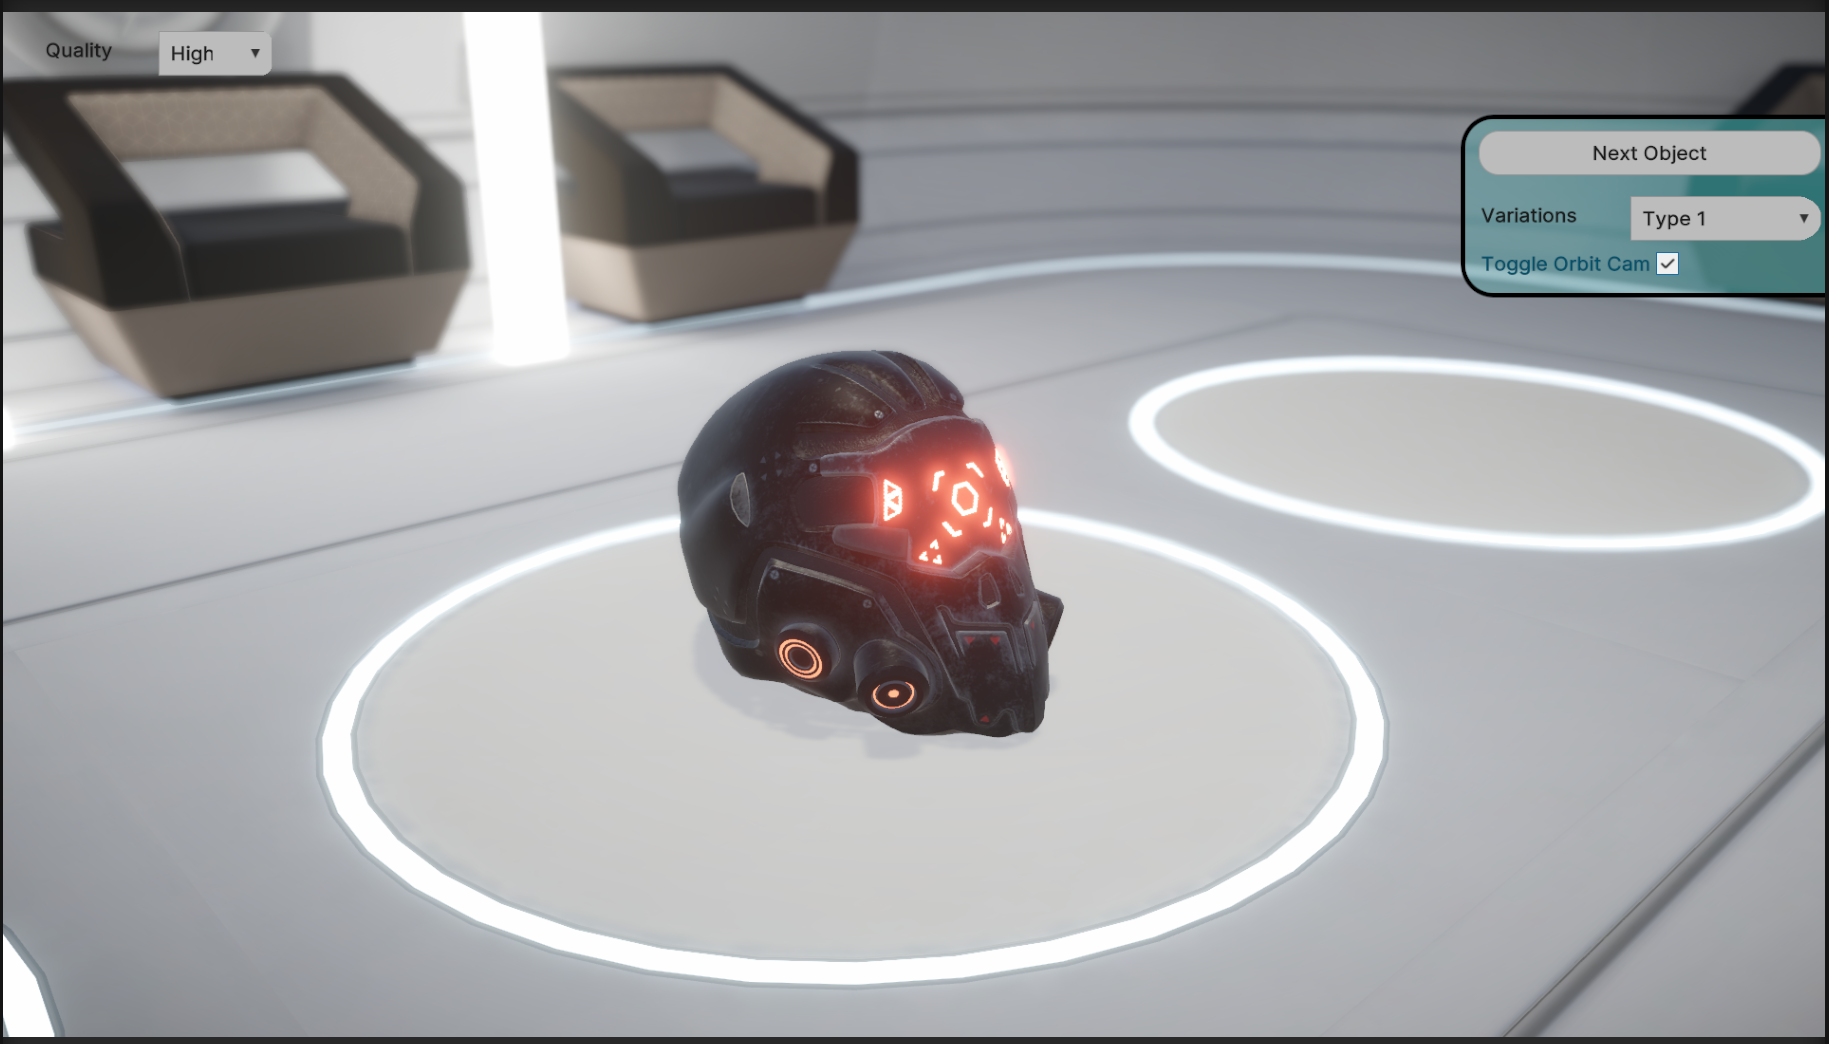 Quality
High
Next Object
Variations
Type 1
Toggle Orbit Cam